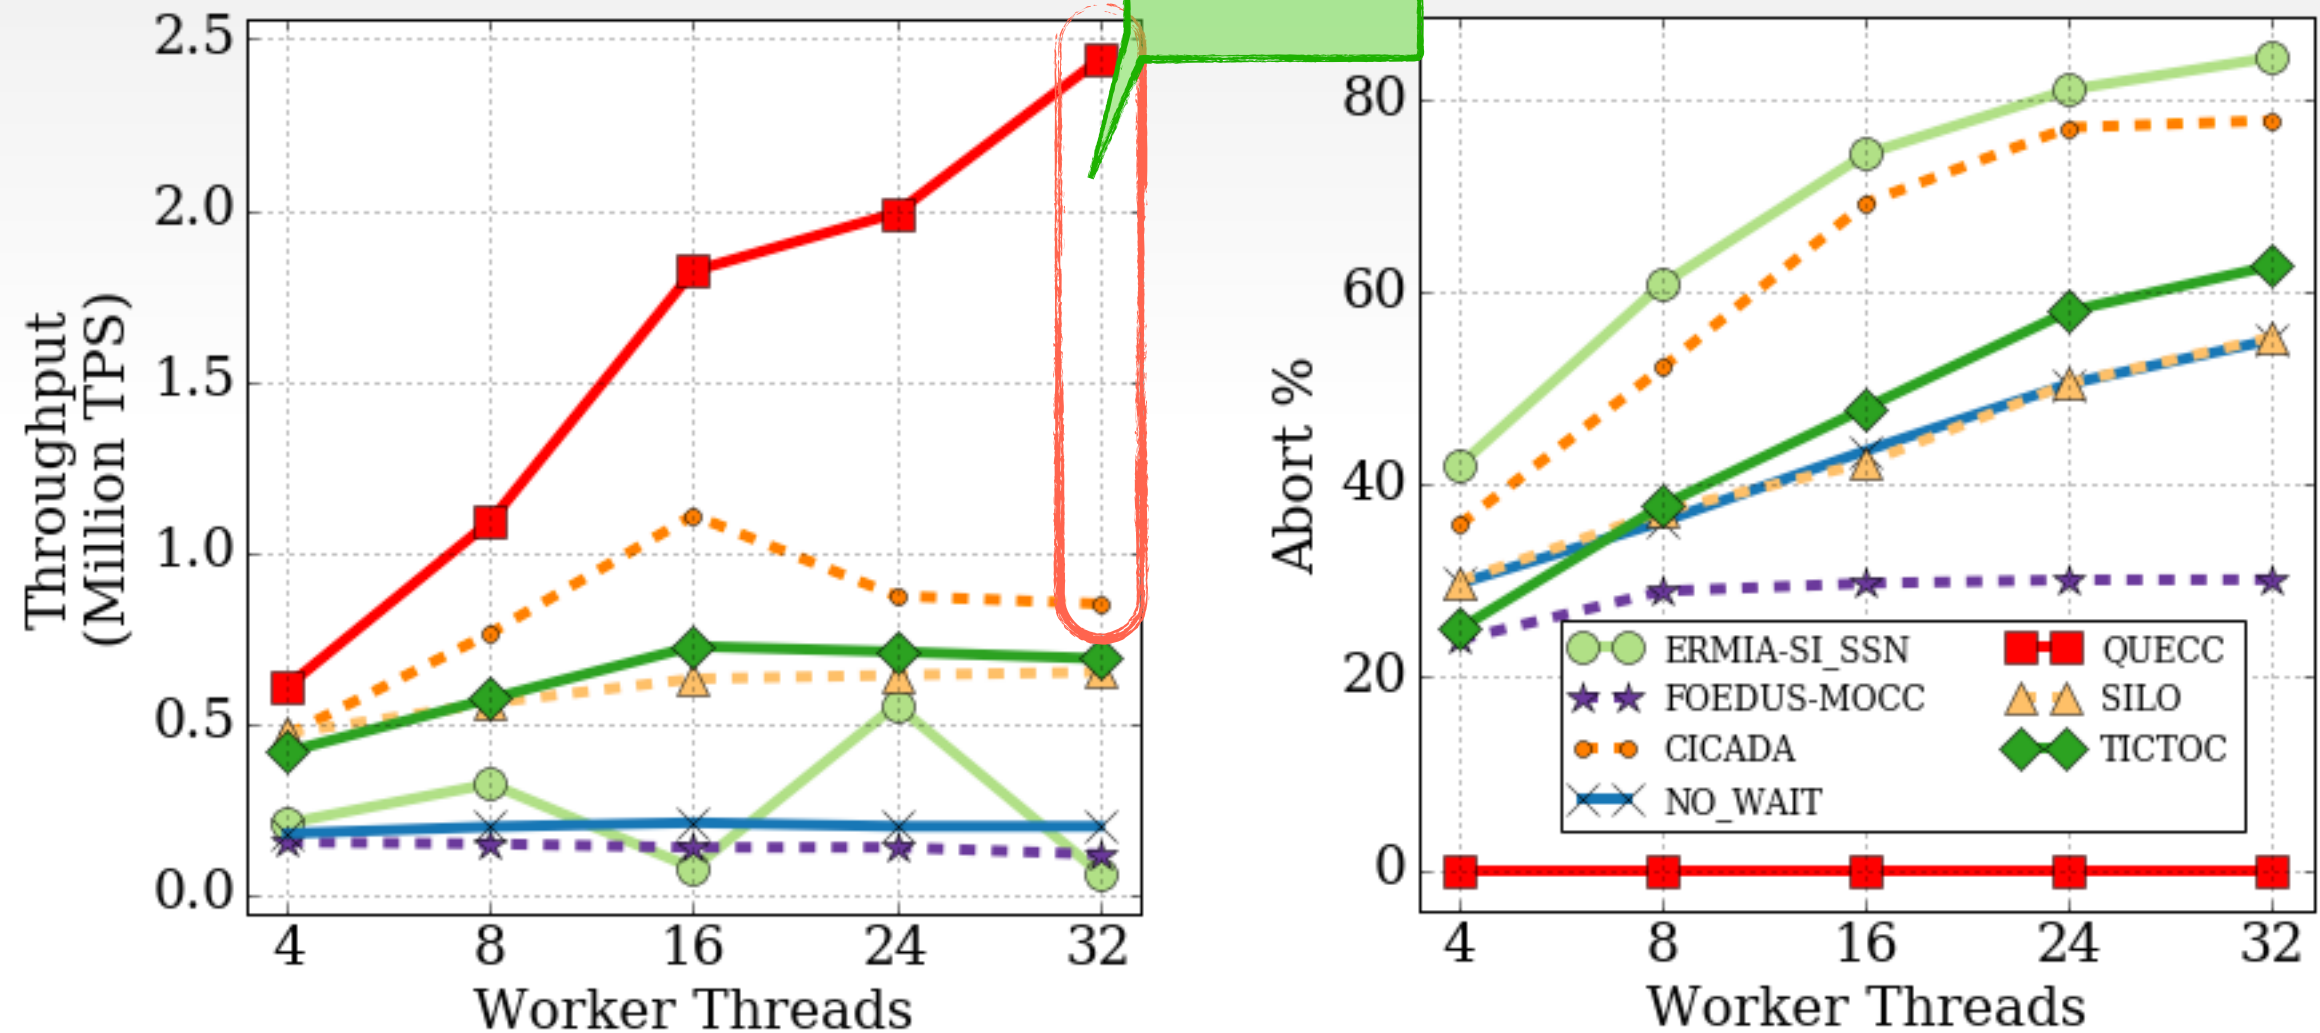 Throughput
(Million TPS)
2.5
2.0
1.5
1.0
0.5
0.0
4 8 16 24 32
Worker Threads
Abort %
80
60
40
20
0
ERMIA-SI_SSN
FOEDUS-MOCC
CICADA
NO_WAIT
QUECC
SILO
TICTOC
4 8 16 24 32
Worker Threads